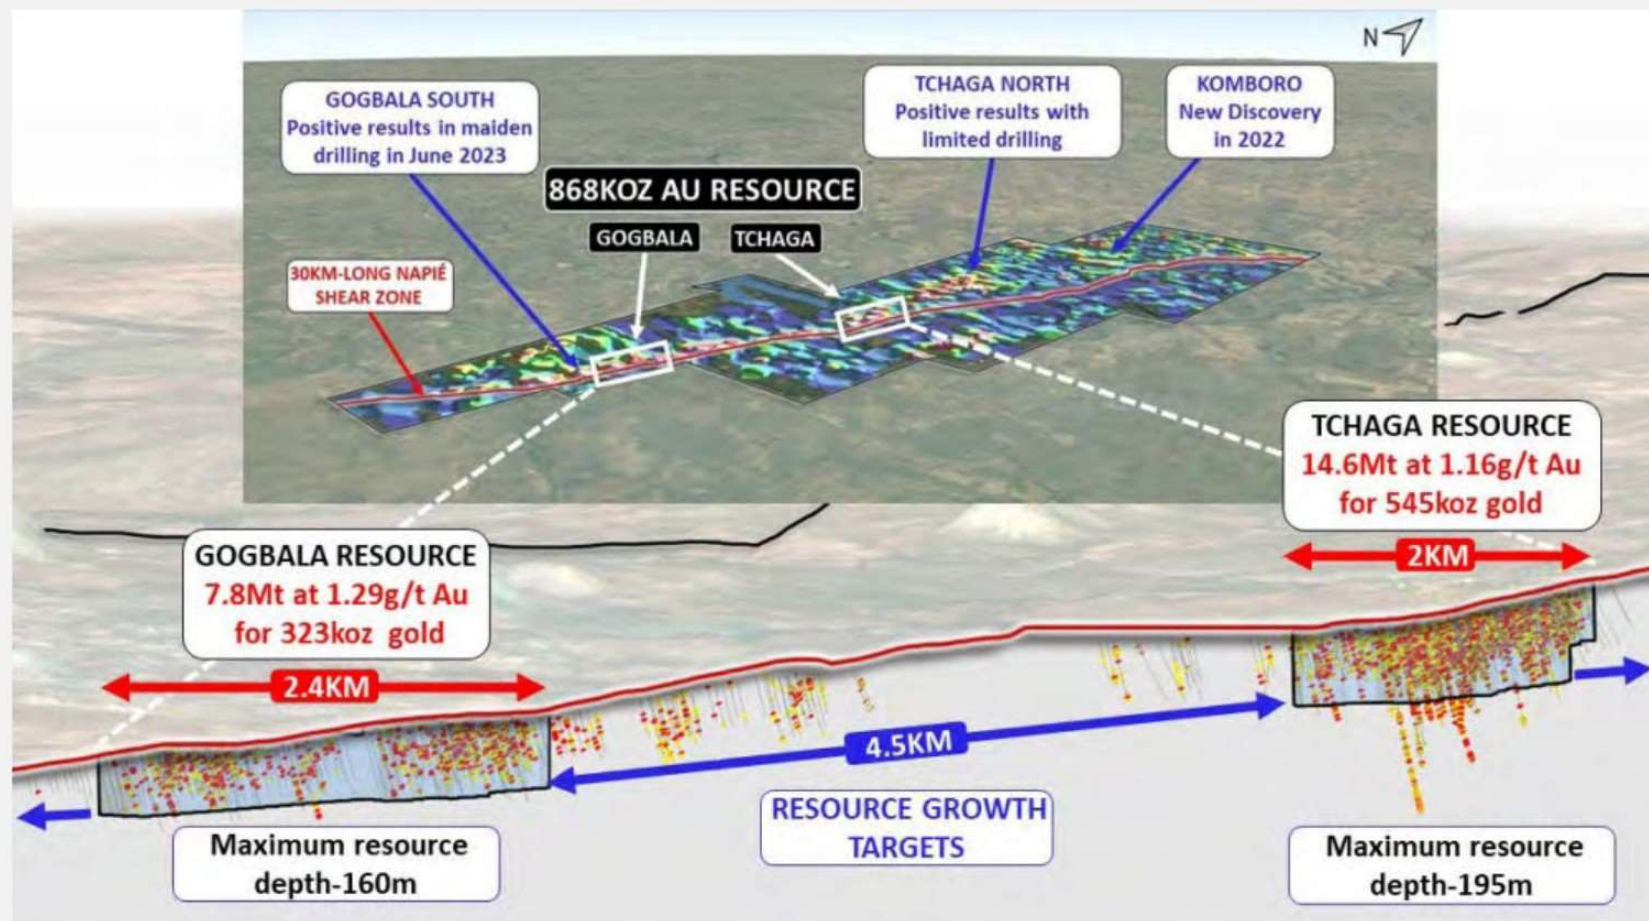 N
GOGBALA SOUTH
Positive results in maiden
drilling in June 2023
TCHAGA NORTH
Positive results with
limited drilling
KOMBORO
New Discovery
in 2022
868KOZ AU RESOURCE
GOGBALA
TCHAGA
30KM-LONG NAPIÉ
SHEAR ZONE
TCHAGA RESOURCE
14.6Mt at 1.16g/t Au
for 545koz gold
2KM
GOGBALA RESOURCE
7.8Mt at 1.29g/t Au
for 323koz gold
2.4KM
4.5KM
RESOURCE GROWTH
TARGETS
Maximum resource
depth-160m
Maximum resource
depth-195m